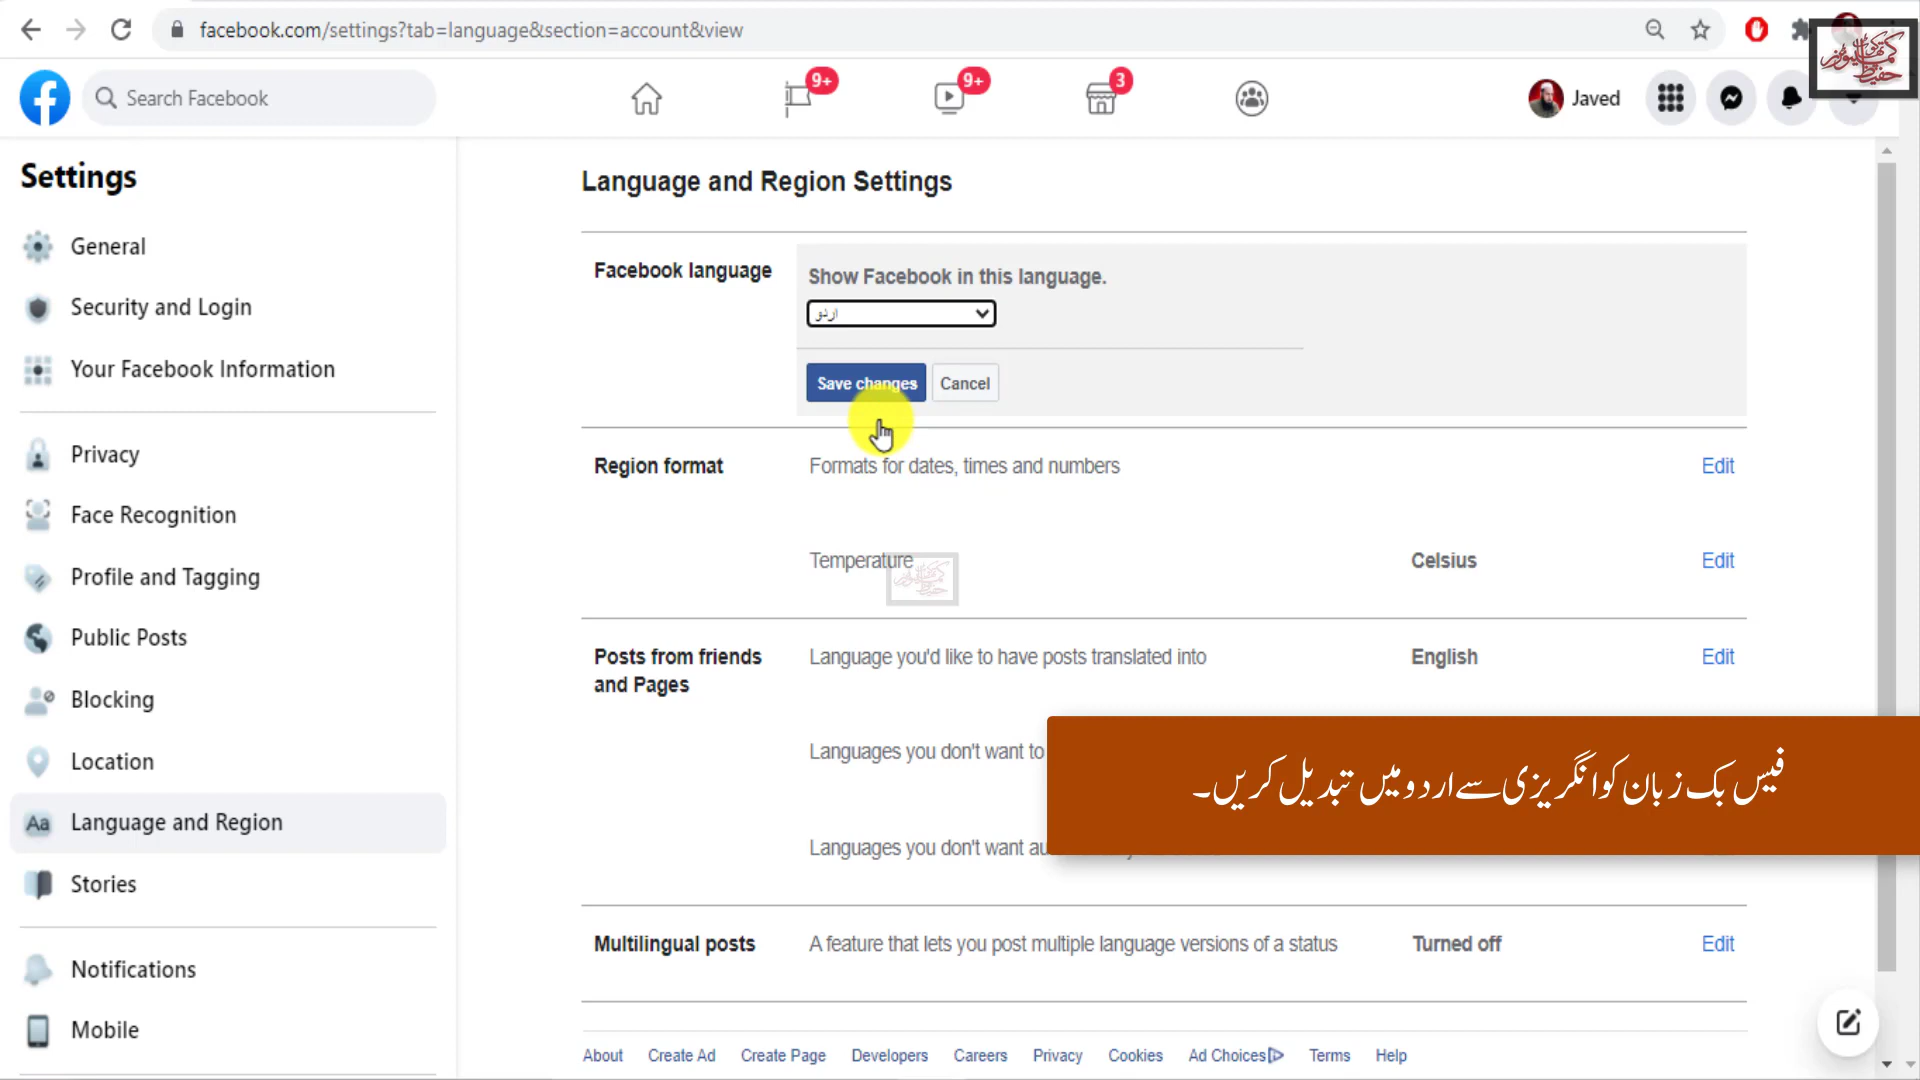 facebook.com/settings?tab=language&section=account&view
Search Facebook
9+
9+
3
Javed
Settings
General
Security and Login
Your Facebook Information
Privacy
Face Recognition
Profile and Tagging
Public Posts
Blocking
Location
Aa Language and Region
Stories
Notifications
Mobile
Language and Region Settings
Facebook language
Show Facebook in this language.
اردو
Save changes Cancel
Region format Formats for dates, times and numbers Edit
Temperature Celsius Edit
Posts from friends Language you'd like to have posts translated into English Edit
and Pages
Languages you don't want to
فیس بک زبان کو انگریزی سے اردو میں تبدیل کریں۔
Languages you don't want
Multilingual posts A feature that lets you post multiple language versions of a status Turned off Edit
About Create Ad Create Page Developers Careers Privacy Cookies Ad Choices Terms Help